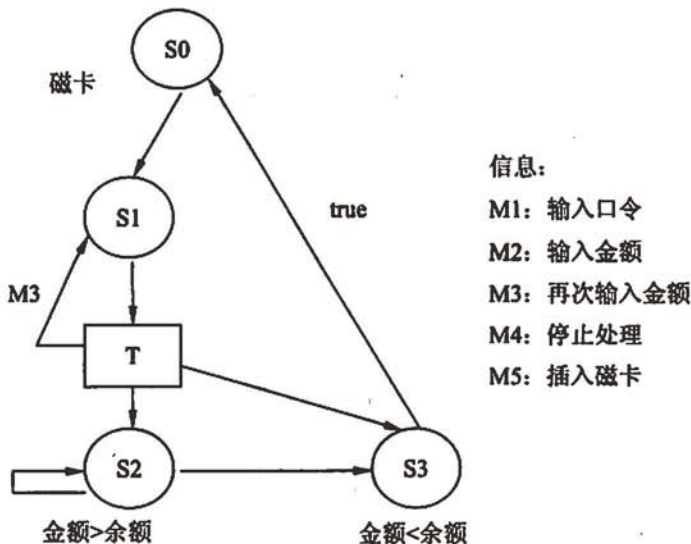 S0
磁卡
S1
true
M3
T
S2
S3
金额>余额
金额<余额
信息:
M1: 输入口令
M2: 输入金额
M3: 再次输入金额
M4: 停止处理
M5: 插入磁卡